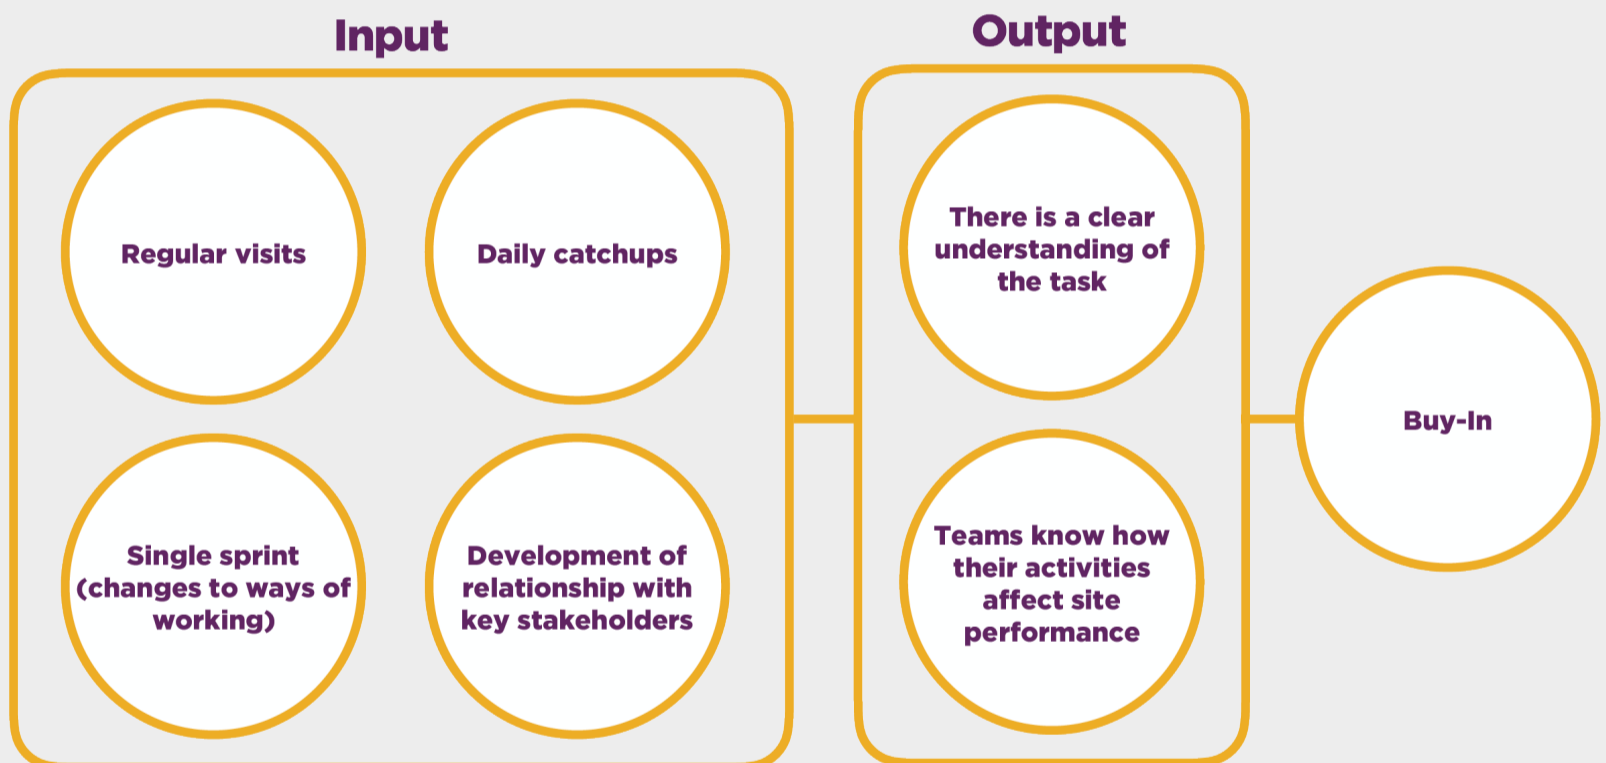 Input
Regular visits
Daily catchups
Single sprint
(changes to ways of
working)
Development of
relationship with
key stakeholders
Output
There is a clear
understanding of
the task
Teams know how
their activities
affect site
performance
Buy-In